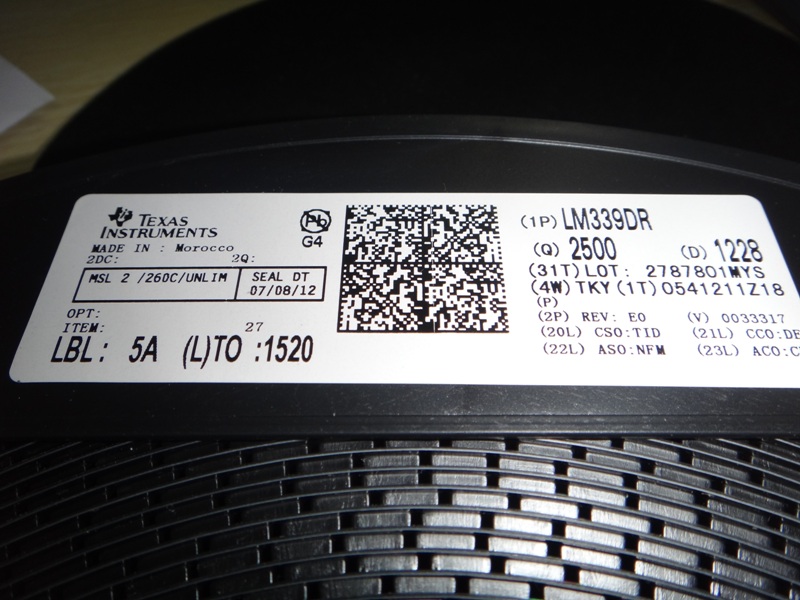 TEXAS
INSTRUMENTS
MADE IN : Morocco
2DC: 2Q:
MSL 2 /260C/UNLIM
SEAL DT
07/08/12
OPT:
ITEM: 27
LBL: 5A (L)TO :1520
Pb
G4
(1P) LM339DR
(Q) 2500 (D) 1228
(31T) LOT: 2787801MYS
(4W) TKY (1T) 0541211Z18
(P)
(2P) REV: E0 (V) 0033317
(20L) CSO:TID (21L) CCO:DE
(22L) ASO:NFM (23L) ACO: